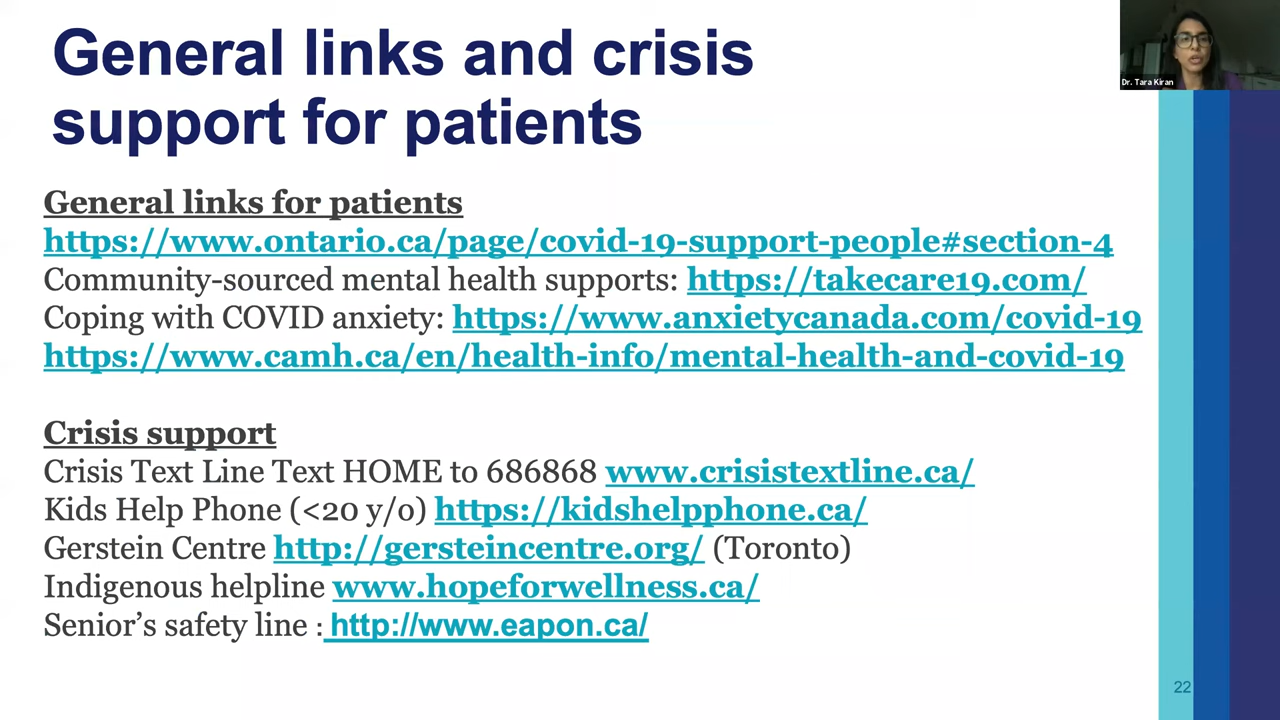 General links and crisis
support for patients
Dr. Tara Kiran
General links for patients
https://www.ontario.ca/page/covid-19-support-people#section-4
Community-sourced mental health supports: https://takecare19.com/
Coping with COVID anxiety: https://www.anxietycanada.com/covid-19
https://www.camh.ca/en/health-info/mental-health-and-covid-19
Crisis support
Crisis Text Line Text HOME to 686868 www.crisistextline.ca/
Kids Help Phone (<20 y/o) https://kidshelpphone.ca/
Gerstein Centre http://gersteincentre.org/ (Toronto)
Indigenous helpline www.hopeforwellness.ca/
Senior’s safety line : http://www.eapon.ca/
22